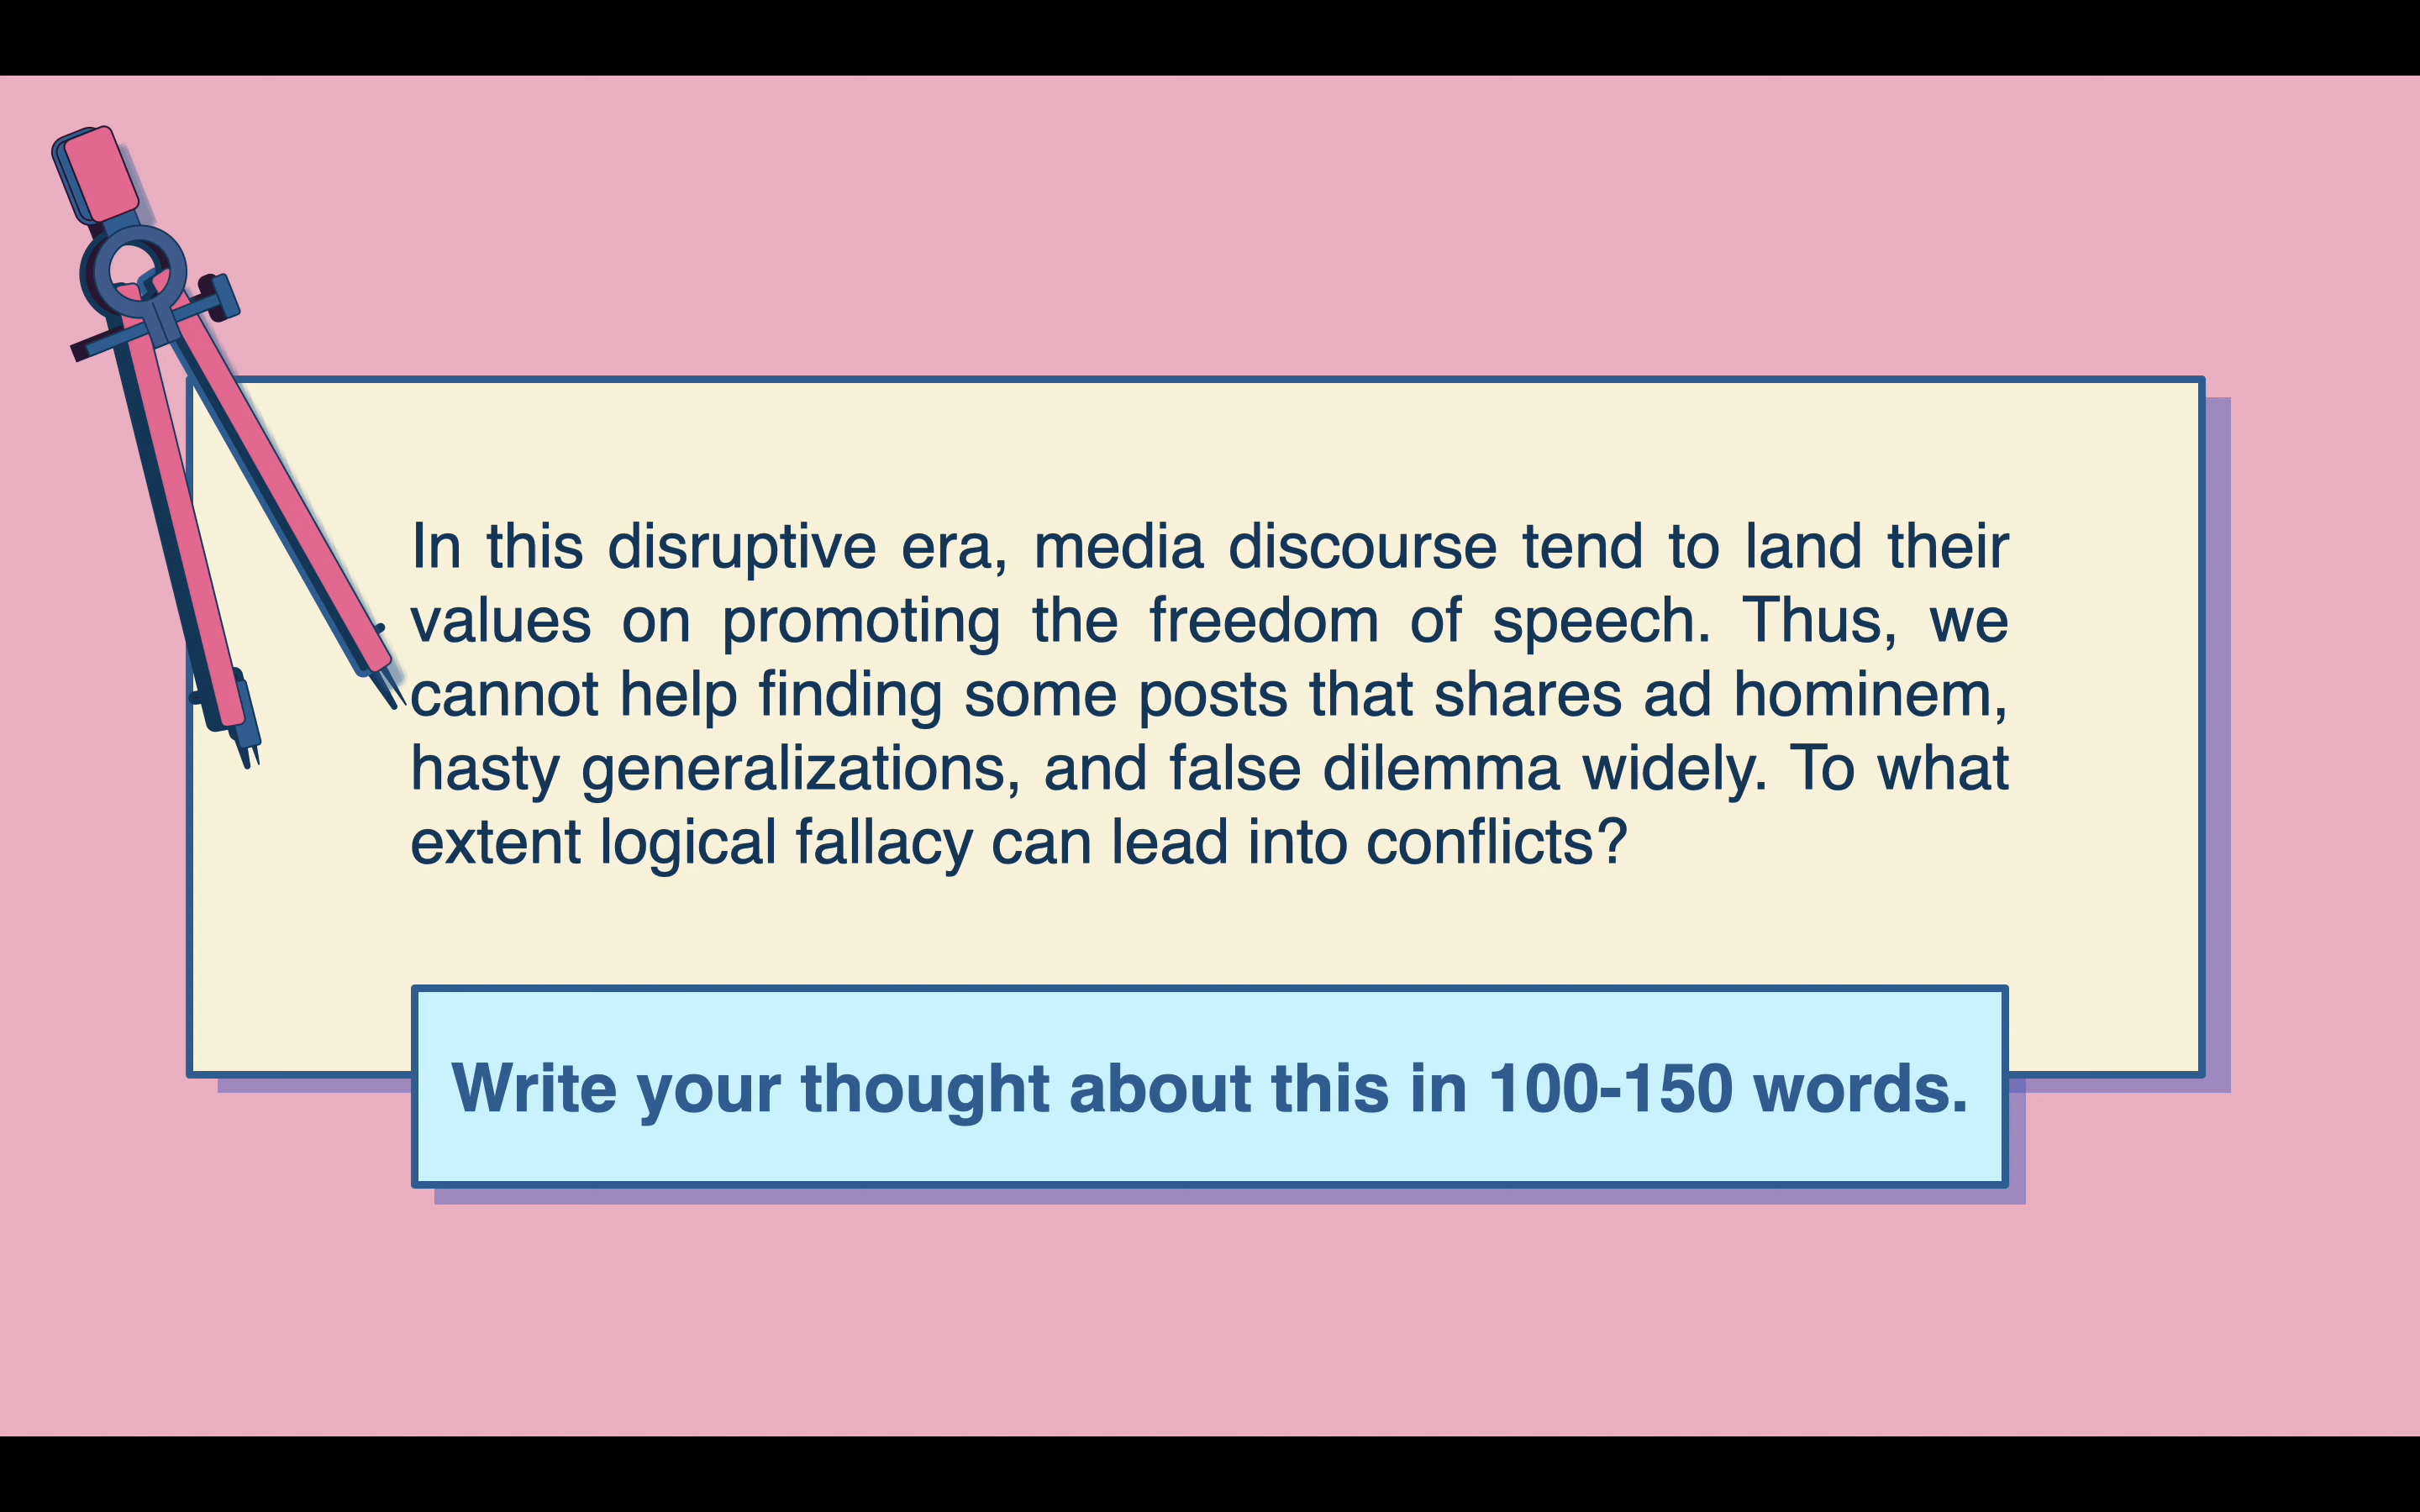 In this disruptive era, media discourse tend to land their
values on promoting the freedom of speech. Thus, we
cannot help finding some posts that shares ad hominem,
hasty generalizations, and false dilemma widely. To what
extent logical fallacy can lead into conflicts?
Write your thought about this in 100-150 words.